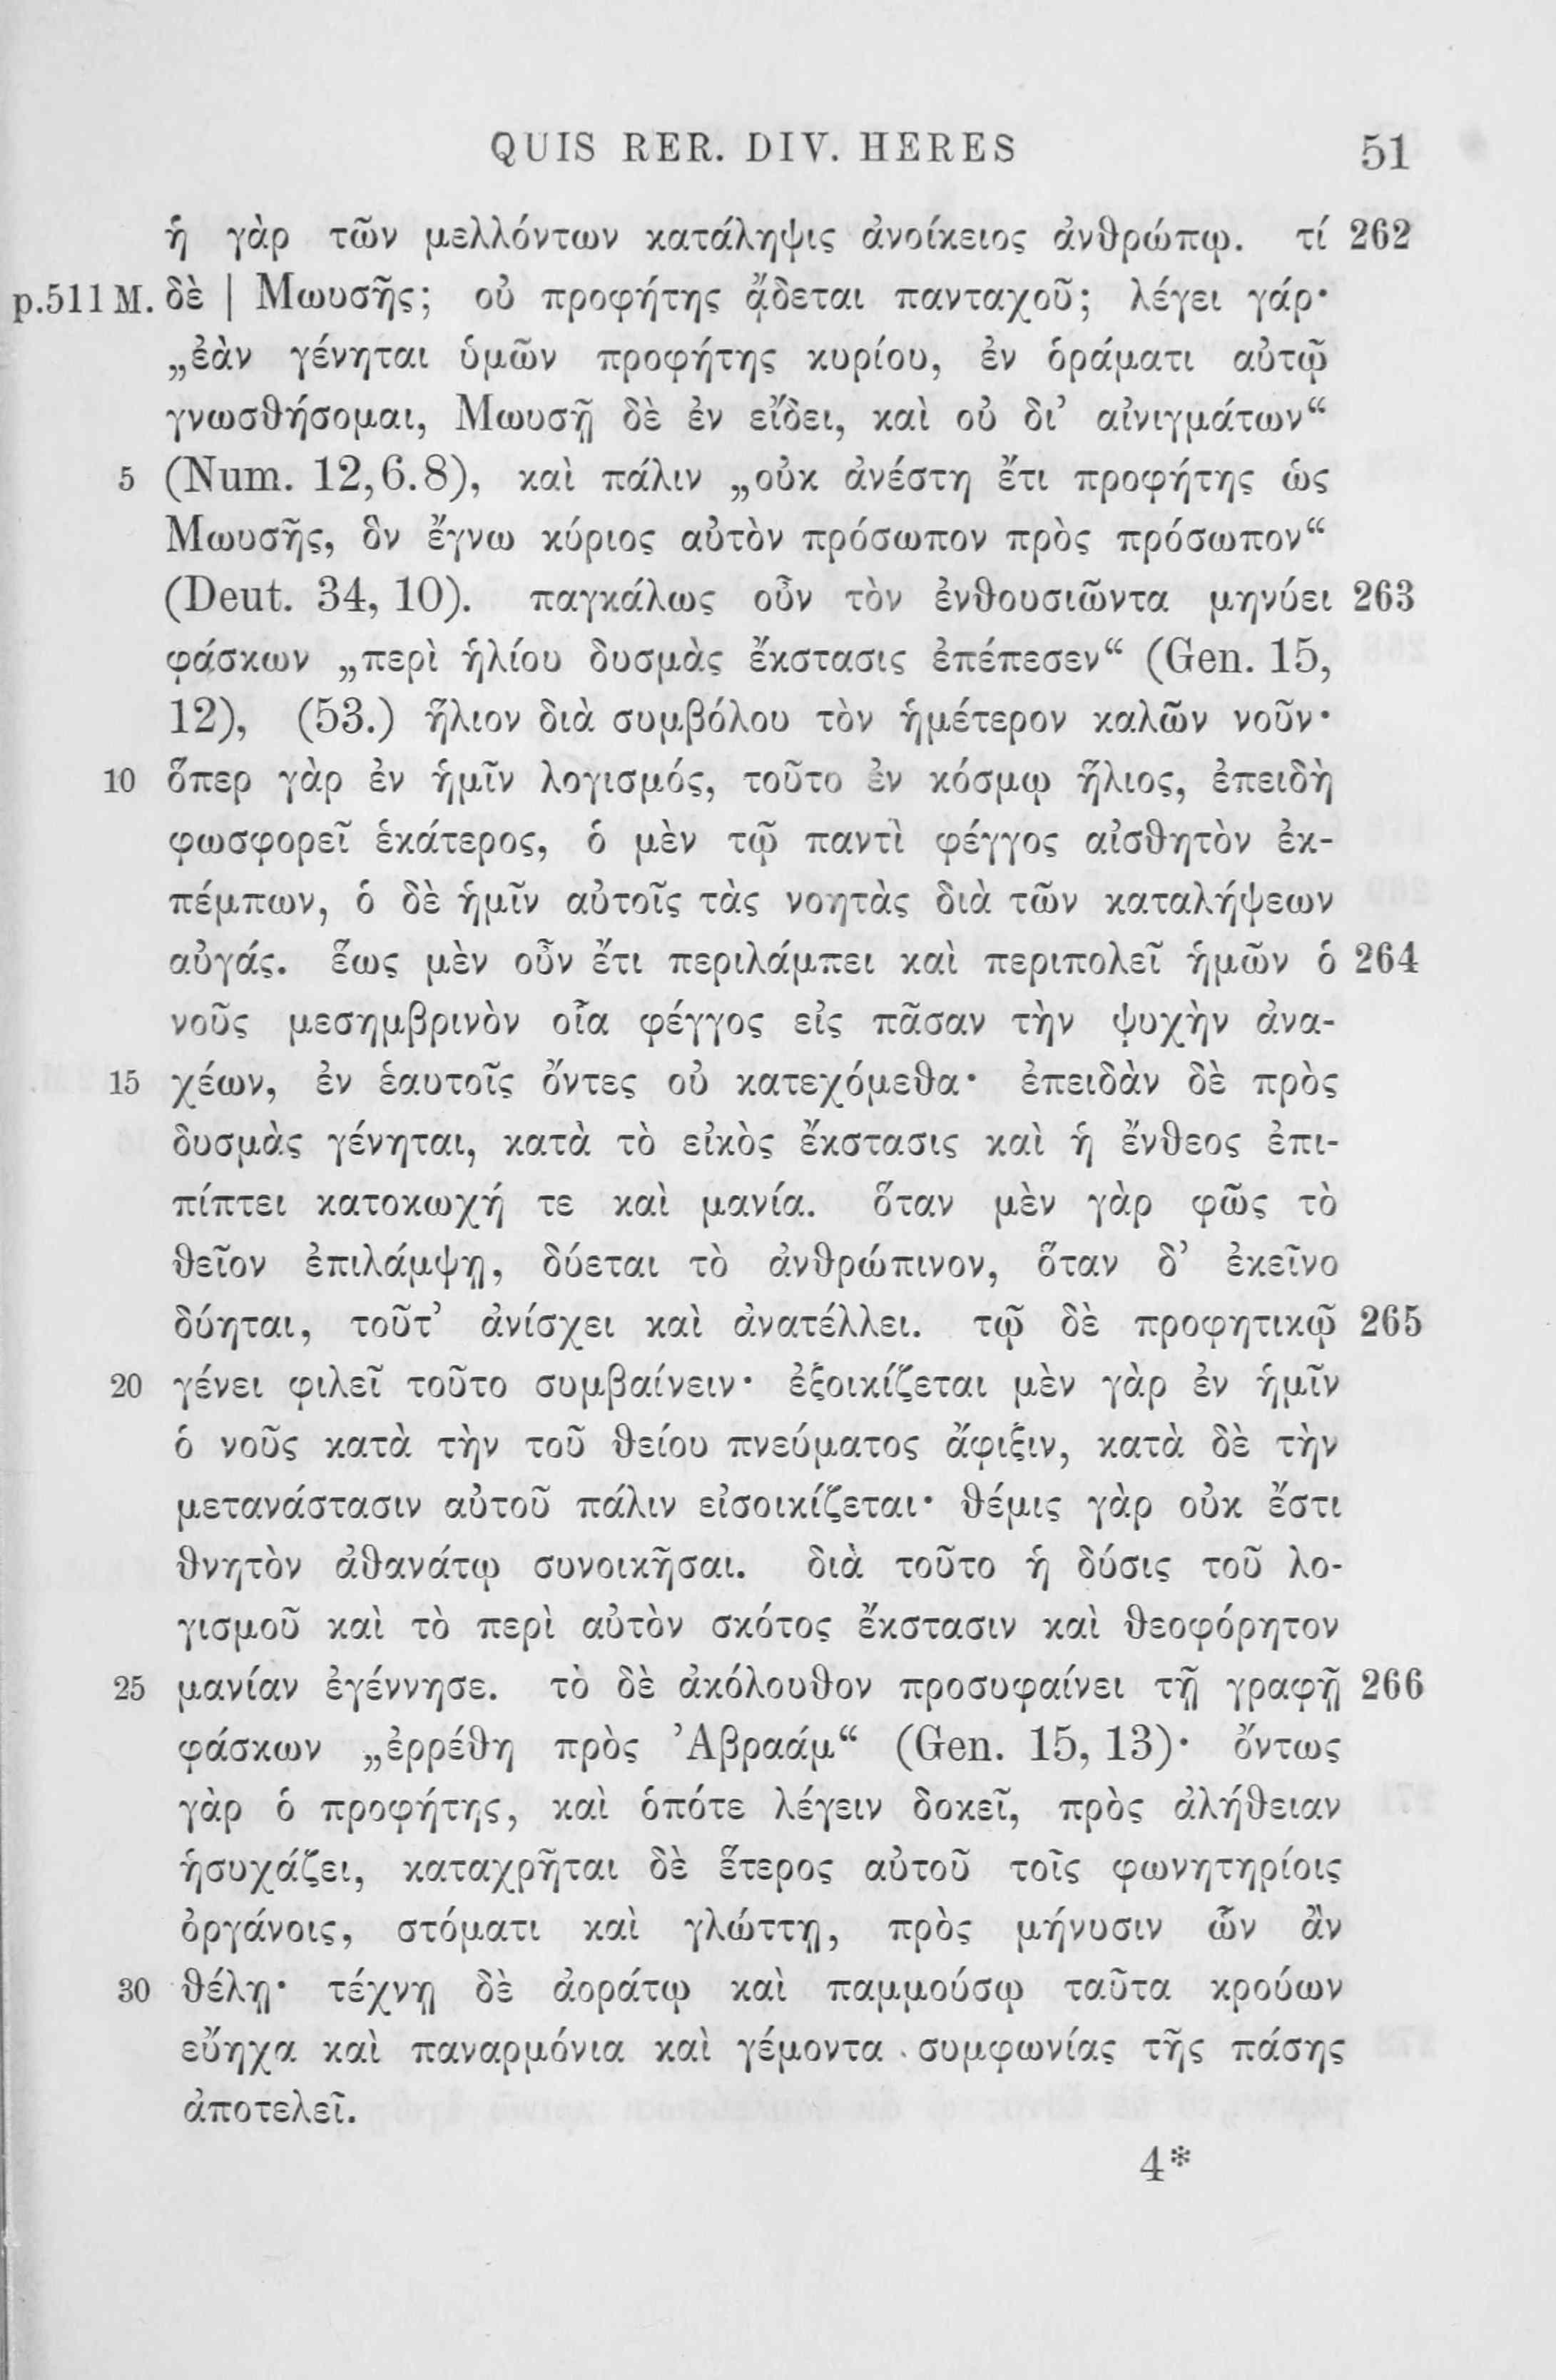 QUIS RER. DIV. HERES 51
ἡ γὰρ τῶν μελλόντων κατάληψις ἀνοίκειος ἀνθρώπῳ. τί 262
p.511 M. δὲ | Μωυσῆς; οὐ προφήτης ᾄδεται πανταχοῦ; λέγει γάρ·
„ἐὰν γένηται ὑμῶν προφήτης κυρίου, ἐν ὁράματι αὐτῷ
γνωσθήσομαι, Μωυσῇ δὲ ἐν εἴδει, καὶ οὐ δι’ αἰνιγμάτων“
5 (Num. 12,6.8), καὶ πάλιν „οὐκ ἀνέστη ἔτι προφήτης ὡς
Μωυσῆς, ὃν ἔγνω κύριος αὐτὸν πρόσωπον πρὸς πρόσωπον“
(Deut. 34, 10). παγκάλως οὖν τὸν ἐνθουσιῶντα μηνύει 263
φάσκων „περὶ ἡλίου δυσμὰς ἔκστασις ἐπέπεσεν“ (Gen. 15,
12), (53.) ἥλιον διὰ συμβόλου τὸν ἡμέτερον καλῶν νοῦν·
10 ὅπερ γὰρ ἐν ἡμῖν λογισμός, τοῦτο ἐν κόσμῳ ἥλιος, ἐπειδὴ
φωσφορεῖ ἑκάτερος, ὁ μὲν τῷ παντὶ φέγγος αἰσθητὸν ἐκ-
πέμπων, ὁ δὲ ἡμῖν αὐτοῖς τὰς νοητὰς διὰ τῶν καταλήψεων
αὐγάς. ἕως μὲν οὖν ἔτι περιλάμπει καὶ περιπολεῖ ἡμῶν ὁ 264
νοῦς μεσημβρινὸν οἷα φέγγος εἰς πᾶσαν τὴν ψυχὴν ἀνα-
15 χέων, ἐν ἑαυτοῖς ὄντες οὐ κατεχόμεθα· ἐπειδὰν δὲ πρὸς
δυσμὰς γένηται, κατὰ τὸ εἰκὸς ἔκστασις καὶ ἡ ἔνθεος ἐπι-
πίπτει κατοκωχή τε καὶ μανία. ὅταν μὲν γὰρ φῶς τὸ
θεῖον ἐπιλάμψῃ, δύεται τὸ ἀνθρώπινον, ὅταν δ’ ἐκεῖνο
δύηται, τοῦτ’ ἀνίσχει καὶ ἀνατέλλει. τῷ δὲ προφητικῷ 265
20 γένει φιλεῖ τοῦτο συμβαίνειν· ἐξοικίζεται μὲν γὰρ ἐν ἡμῖν
ὁ νοῦς κατὰ τὴν τοῦ θείου πνεύματος ἄφιξιν, κατὰ δὲ τὴν
μετανάστασιν αὐτοῦ πάλιν εἰσοικίζεται· θέμις γὰρ οὐκ ἔστι
θνητὸν ἀθανάτῳ συνοικῆσαι. διὰ τοῦτο ἡ δύσις τοῦ λο-
γισμοῦ καὶ τὸ περὶ αὐτὸν σκότος ἔκστασιν καὶ θεοφόρητον
25 μανίαν ἐγέννησε. τὸ δὲ ἀκόλουθον προσυφαίνει τῇ γραφῇ 266
φάσκων „ἐρρέθη πρὸς Ἀβραάμ“ (Gen. 15, 13)· ὄντως
γὰρ ὁ προφήτης, καὶ ὁπότε λέγειν δοκεῖ, πρὸς ἀλήθειαν
ἡσυχάζει, καταχρῆται δὲ ἕτερος αὐτοῦ τοῖς φωνητηρίοις
ὀργάνοις, στόματι καὶ γλώττῃ, πρὸς μήνυσιν ὧν ἂν
30 θέλῃ· τέχνῃ δὲ ἀοράτῳ καὶ παμμούσῳ ταῦτα κρούων
εὔηχα καὶ παναρμόνια καὶ γέμοντα συμφωνίας τῆς πάσης
ἀποτελεῖ.
4*